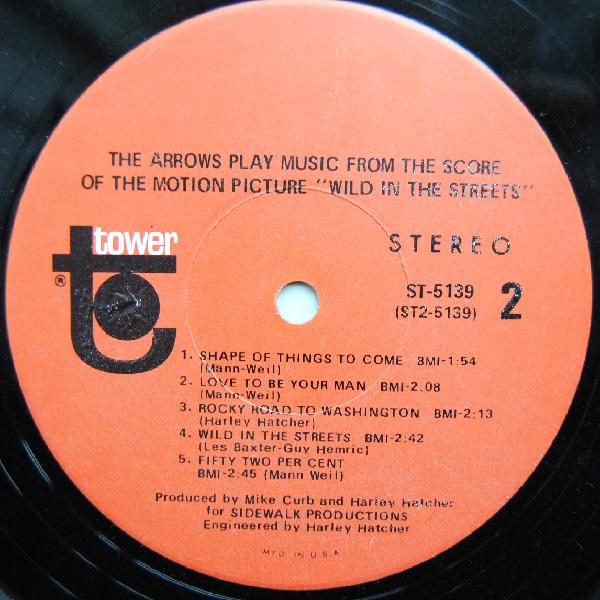 THE ARROWS PLAY MUSIC FROM THE SCORE
OF THE MOTION PICTURE "WILD IN THE STREETS"
tower
®
STEREO
ST-5139
(ST2-5139)
2
1. SHAPE OF THINGS TO COME BMI-1:54
(Mann-Weil)
2. LOVE TO BE YOUR MAN BMI-2:08
(Mann-Weil)
3. ROCKY ROAD TO WASHINGTON BMI-2:13
(Harley Hatcher)
4. WILD IN THE STREETS BMI-2:42
(Les Baxter-Guy Hemric)
5. FIFTY TWO PER CENT
BMI-2:45 (Mann Weil)
Produced by Mike Curb and Harley Hatcher
for SIDEWALK PRODUCTIONS
Engineered by Harley Hatcher
MFD. IN U.S.A.